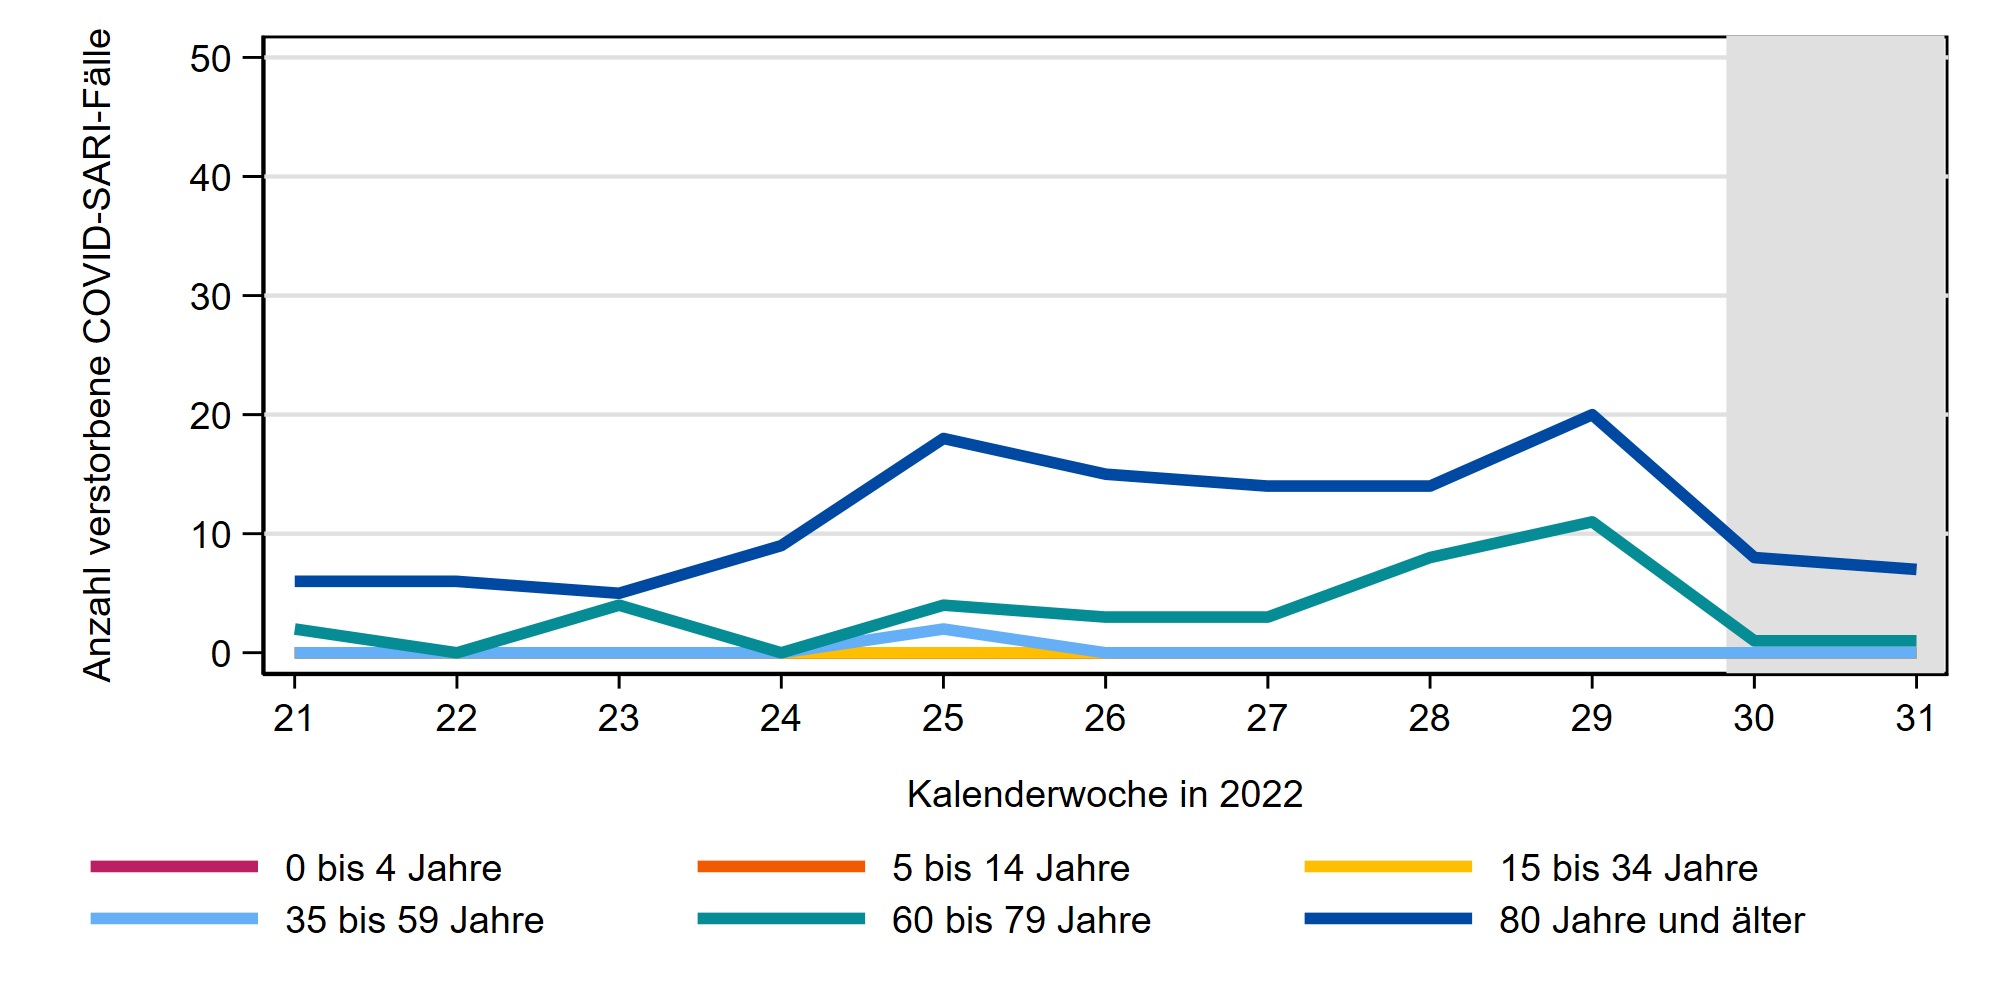 Anzahl verstorbene COVID-SARI-Fälle
50
40
30
20
10
0
21 22 23 24 25 26 27 28 29 30 31
Kalenderwoche in 2022
0 bis 4 Jahre 5 bis 14 Jahre 15 bis 34 Jahre
35 bis 59 Jahre 60 bis 79 Jahre 80 Jahre und älter